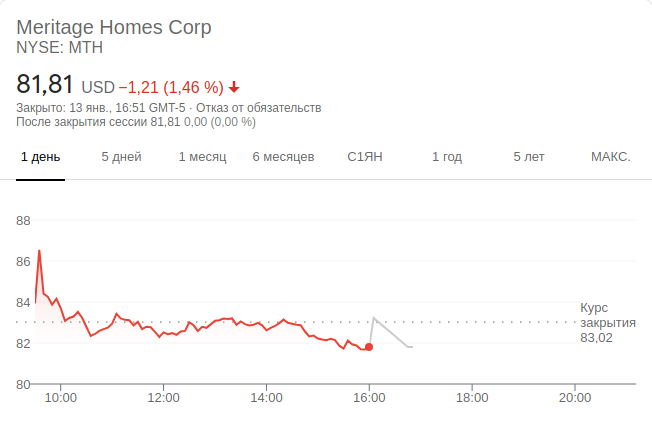 Meritage Homes Corp
NYSE: MTH
81,81 USD −1,21 (1,46 %)
Закрыто: 13 янв., 16:51 GMT-5 · Отказ от обязательств
После закрытия сессии 81,81 0,00 (0,00 %)
1 день 5 дней 1 месяц 6 месяцев С1ЯН 1 год 5 лет МАКС.
88
86
84
Курс
закрытия
83,02
82
80
10:00 12:00 14:00 16:00 18:00 20:00